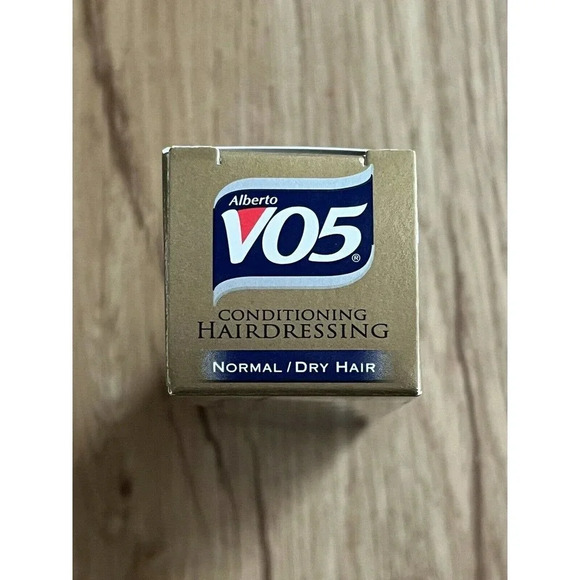 Alberto
VO5®
CONDITIONING
HAIRDRESSING
NORMAL / DRY HAIR